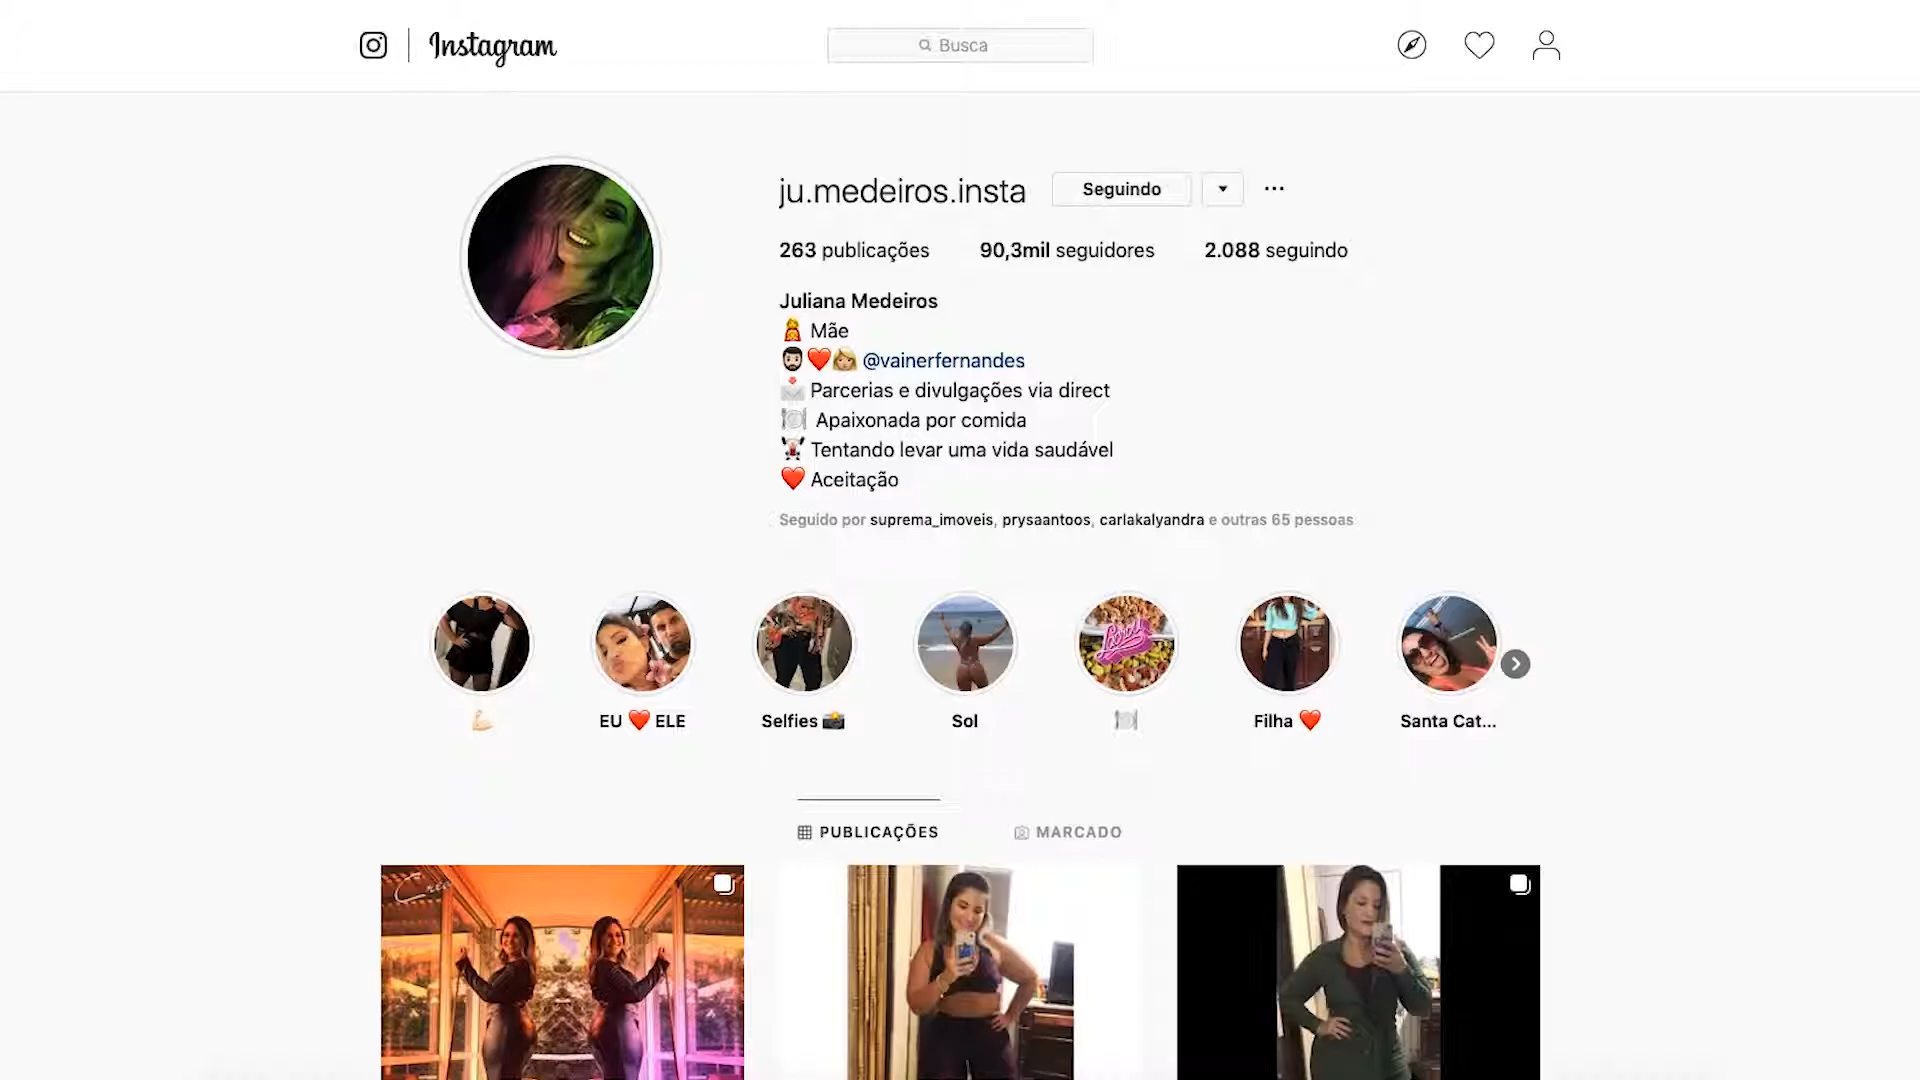 Instagram
Busca
ju.medeiros.insta Seguindo
263 publicações 90,3mil seguidores 2.088 seguindo
Juliana Medeiros
Mãe
@vainerfernandes
Parcerias e divulgações via direct
Apaixonada por comida
Tentando levar uma vida saudável
Aceitação
Seguido por suprema_imoveis, prysaantoos, carlakalyandra e outras 65 pessoas
EU ❤️ ELE
Selfies 📸
Sol
Filha ❤️
Santa Cat...
PUBLICAÇÕES MARCADO